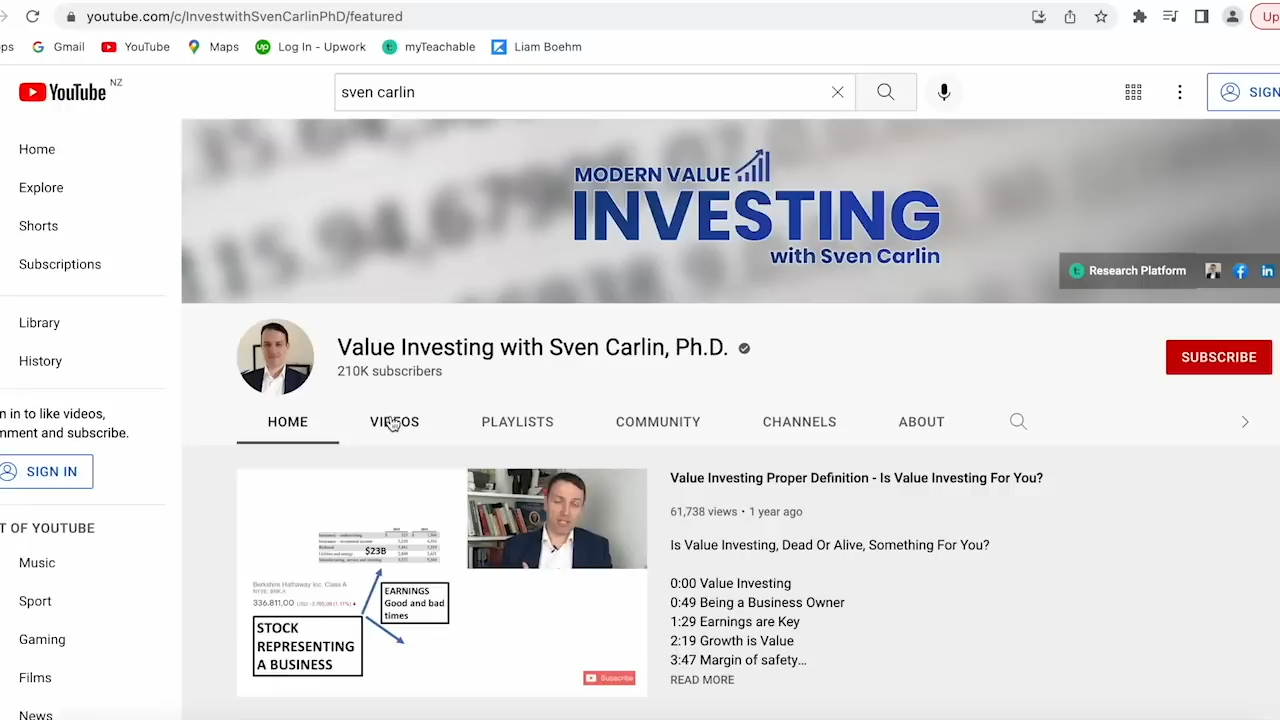 youtube.com/c/InvestwithSvenCarlinPhD/featured
Gmail YouTube Maps Log In - Upwork myTeachable Liam Boehm
YouTube NZ
sven carlin
Home
Explore
Shorts
Subscriptions
Library
History
SIGN IN
Music
Sport
Gaming
Films
News
MODERN VALUE
INVESTING
with Sven Carlin
Research Platform
Value Investing with Sven Carlin, Ph.D.
210K subscribers
SUBSCRIBE
HOME VIDEOS PLAYLISTS COMMUNITY CHANNELS ABOUT
$23B
Berkshire Hathaway Inc. Class A
NYSE: BRK.A
336.811,00
EARNINGS
Good and bad
times
STOCK
REPRESENTING
A BUSINESS
Subscribe
Value Investing Proper Definition - Is Value Investing For You?
61,738 views • 1 year ago
Is Value Investing, Dead Or Alive, Something For You?
0:00 Value Investing
0:49 Being a Business Owner
1:29 Earnings are Key
2:19 Growth is Value
3:47 Margin of safety...
READ MORE